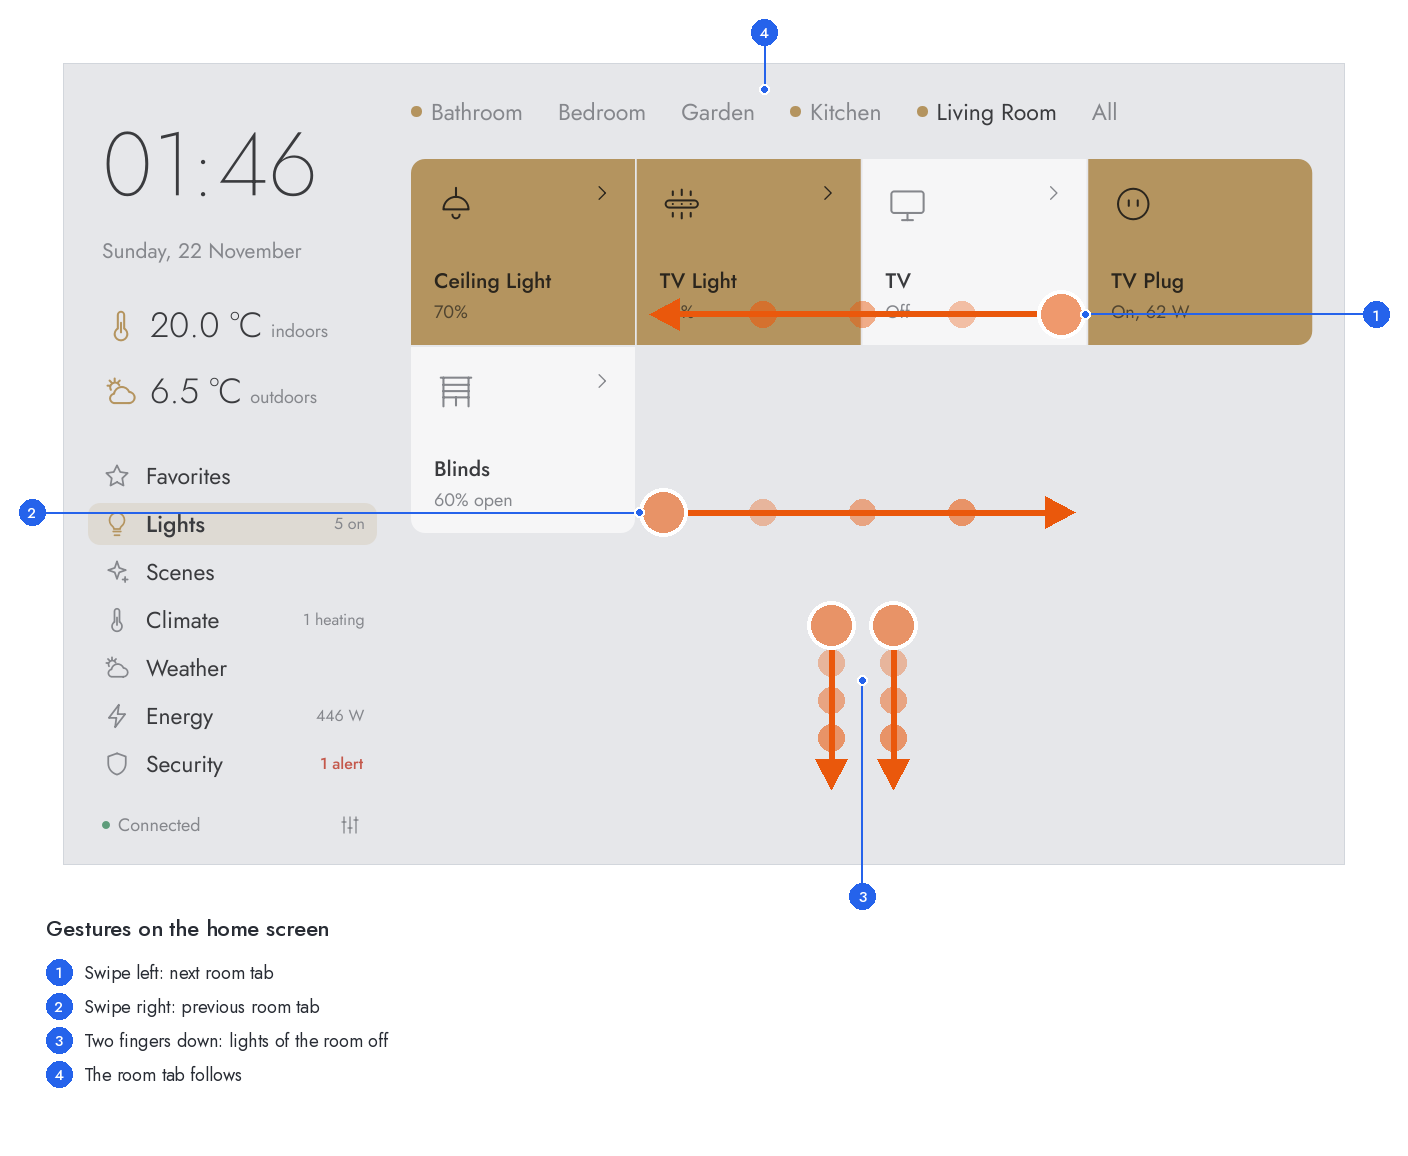 4
Bathroom Bedroom Garden Kitchen Living Room All
01:46
Sunday, 22 November
20.0 °C indoors
6.5 °C outdoors
Favorites
Lights 5 on
Scenes
Climate 1 heating
Weather
Energy 446 W
Security 1 alert
Connected
Ceiling Light
70%
TV Light
%
TV
Off
TV Plug
On, 62 W
Blinds
60% open
1
2
3
Gestures on the home screen
1 Swipe left: next room tab
2 Swipe right: previous room tab
3 Two fingers down: lights of the room off
4 The room tab follows